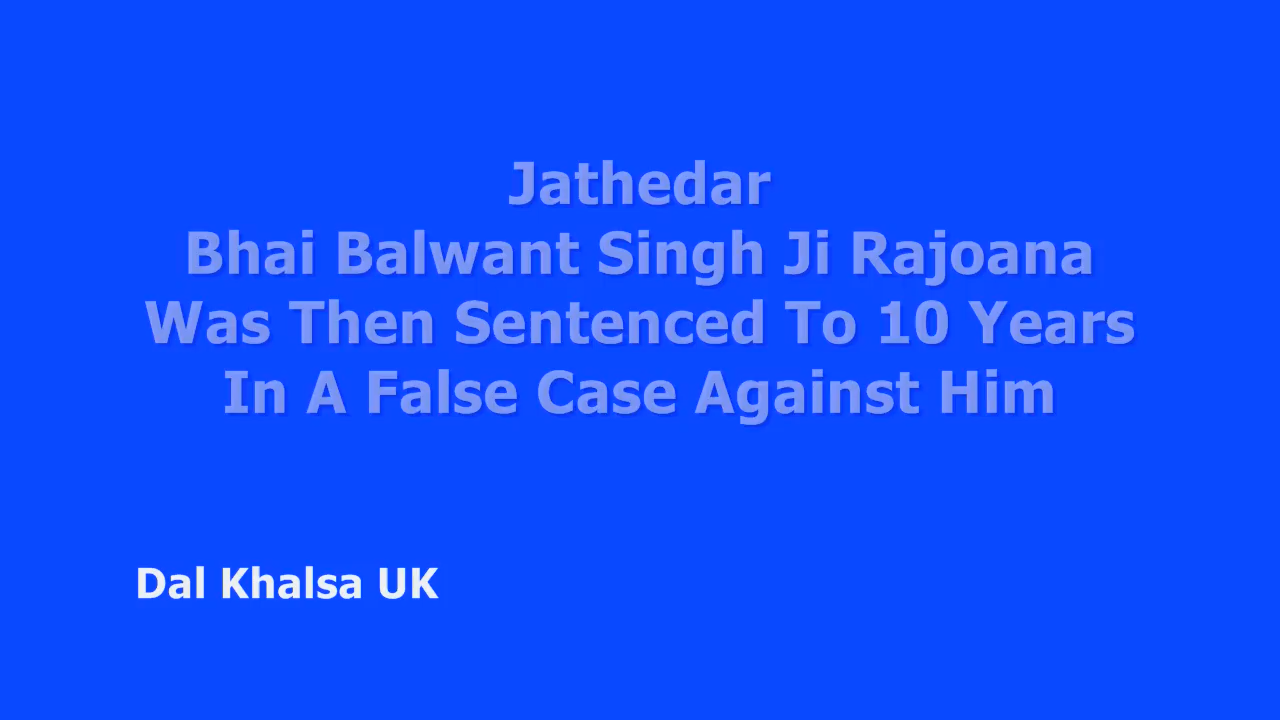 Jathedar
Bhai Balwant Singh Ji Rajoana
Was Then Sentenced To 10 Years
In A False Case Against Him
Dal Khalsa UK